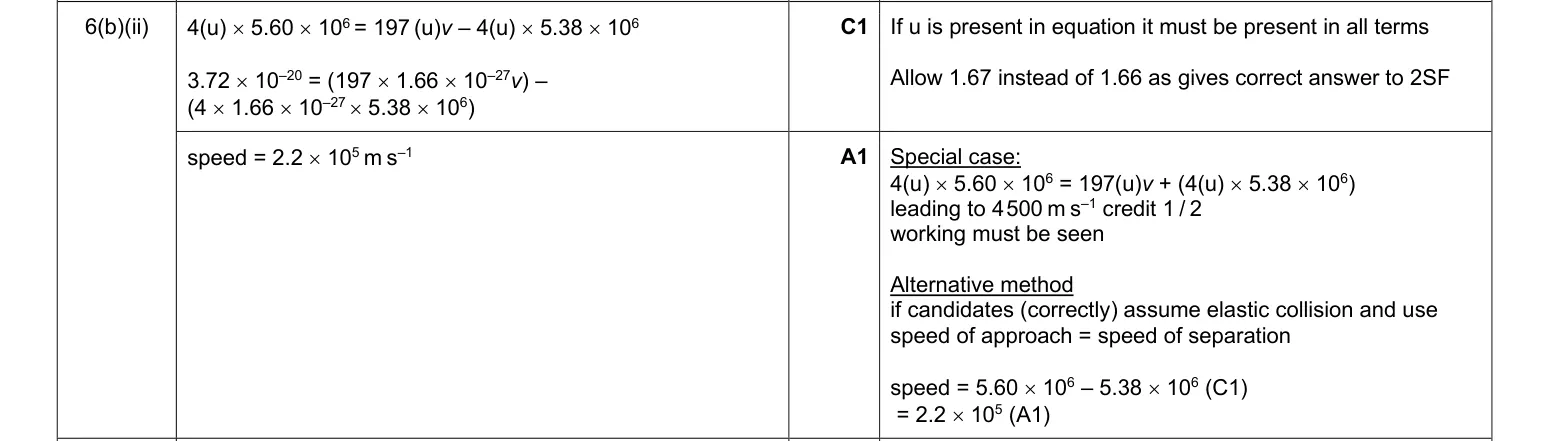 6(b)(ii)
4(u) × 5.60 × 10⁶ = 197 (u)v – 4(u) × 5.38 × 10⁶
3.72 × 10⁻²⁰ = (197 × 1.66 × 10⁻²⁷v) –
(4 × 1.66 × 10⁻²⁷ × 5.38 × 10⁶)
C1
If u is present in equation it must be present in all terms
Allow 1.67 instead of 1.66 as gives correct answer to 2SF
speed = 2.2 × 10⁵ m s⁻¹
A1
Special case:
4(u) × 5.60 × 10⁶ = 197(u)v + (4(u) × 5.38 × 10⁶)
leading to 4500 m s⁻¹ credit 1 / 2
working must be seen
Alternative method
if candidates (correctly) assume elastic collision and use
speed of approach = speed of separation
speed = 5.60 × 10⁶ – 5.38 × 10⁶ (C1)
= 2.2 × 10⁵ (A1)